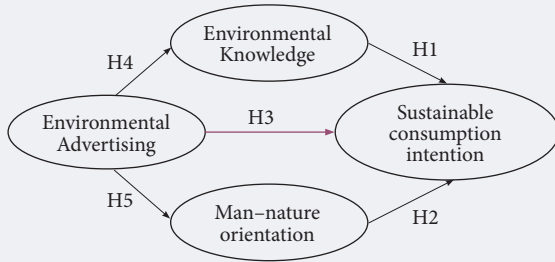 Environmental
Knowledge
H1
H4
Environmental
Advertising
H3
Sustainable
consumption
intention
H5
Man–nature
orientation
H2